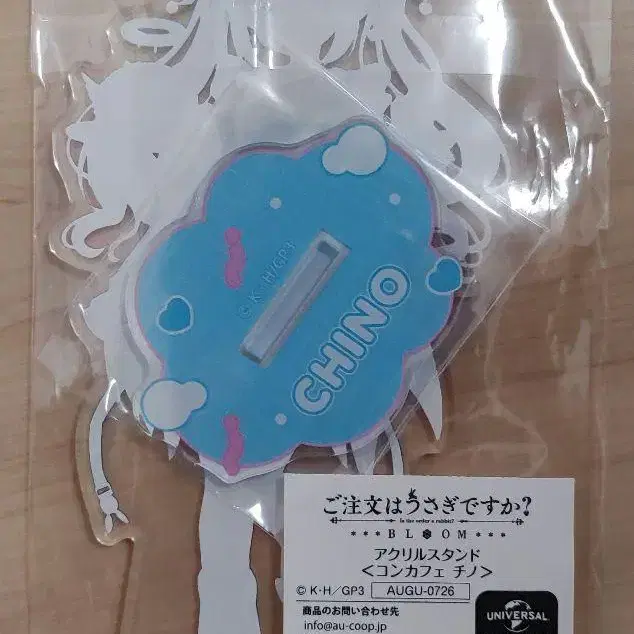 © K・H/GP3
CHINO
ご注文はうさぎですか?
Is the order a rabbit?
BLOOM
アクリルスタンド
<コンカフェ チノ>
© K・H/GP3 AUGU-0726
商品のお問い合わせ先
info@au-coop.jp
UNIVERSAL